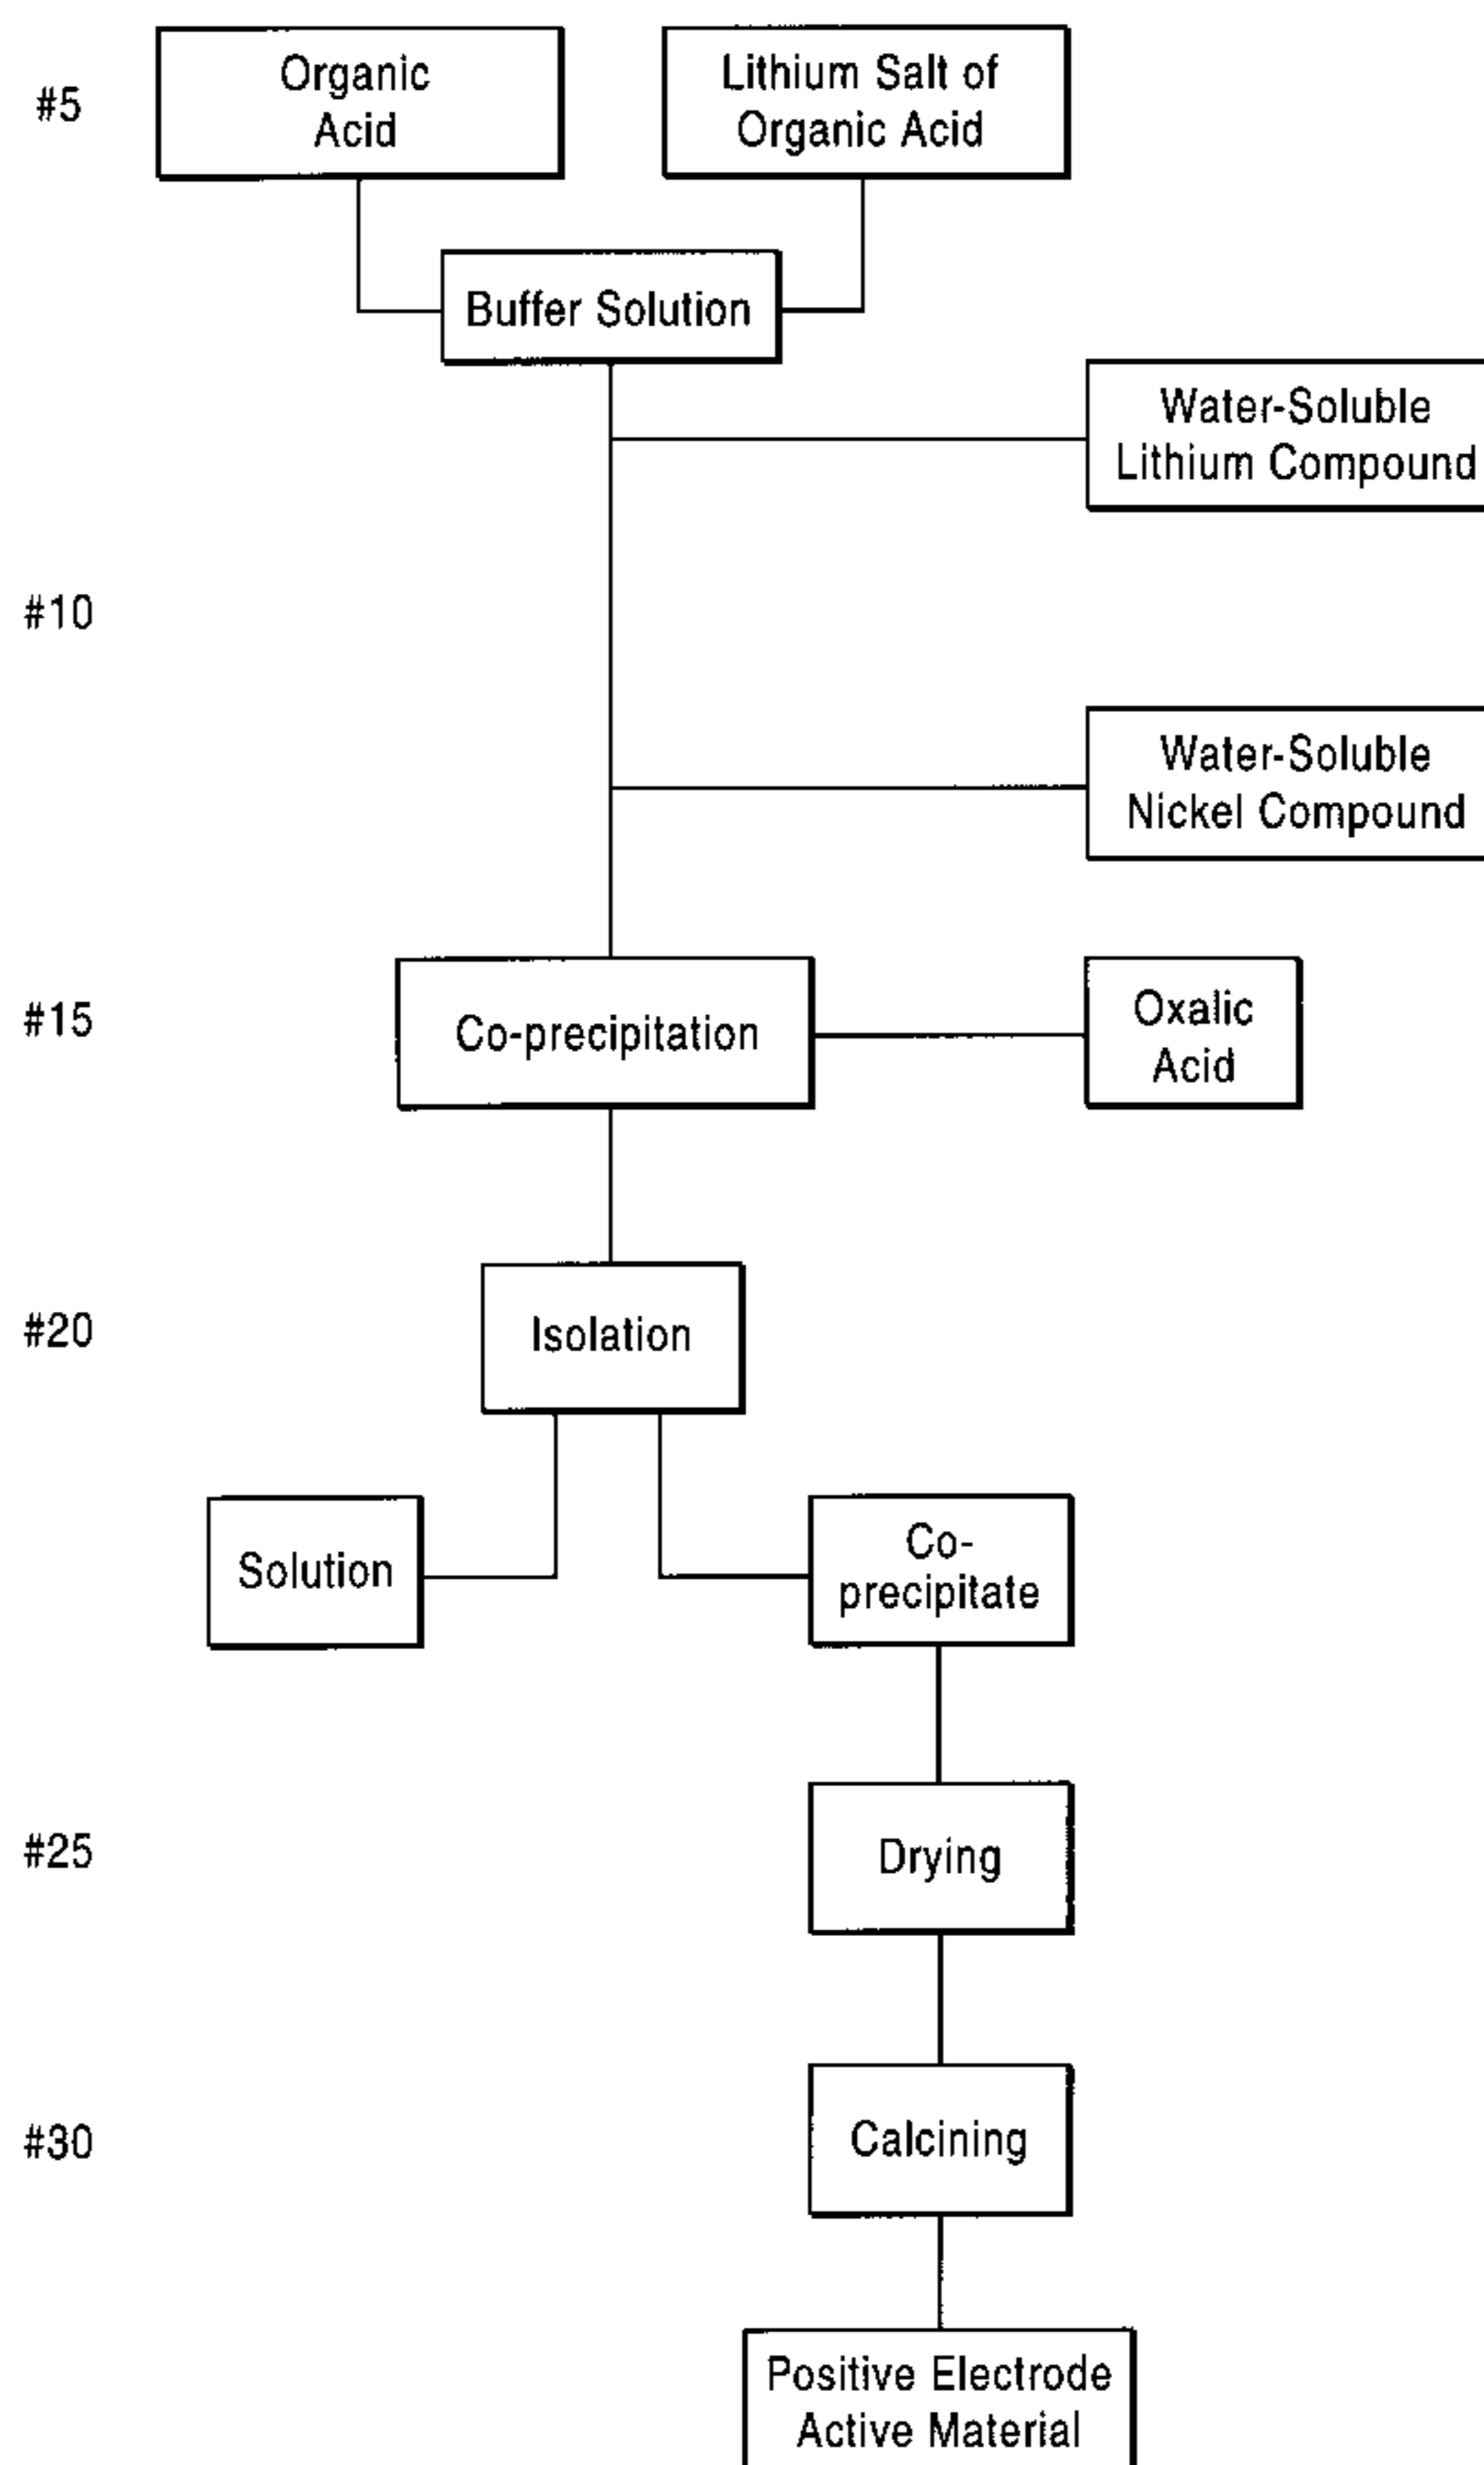 #5
Organic
Acid
Lithium Salt of
Organic Acid
Buffer Solution
Water-Soluble
Lithium Compound
#10
Water-Soluble
Nickel Compound
#15
Co-precipitation
Oxalic
Acid
#20
Isolation
Solution
Co-
precipitate
#25
Drying
#30
Calcining
Positive Electrode
Active Material